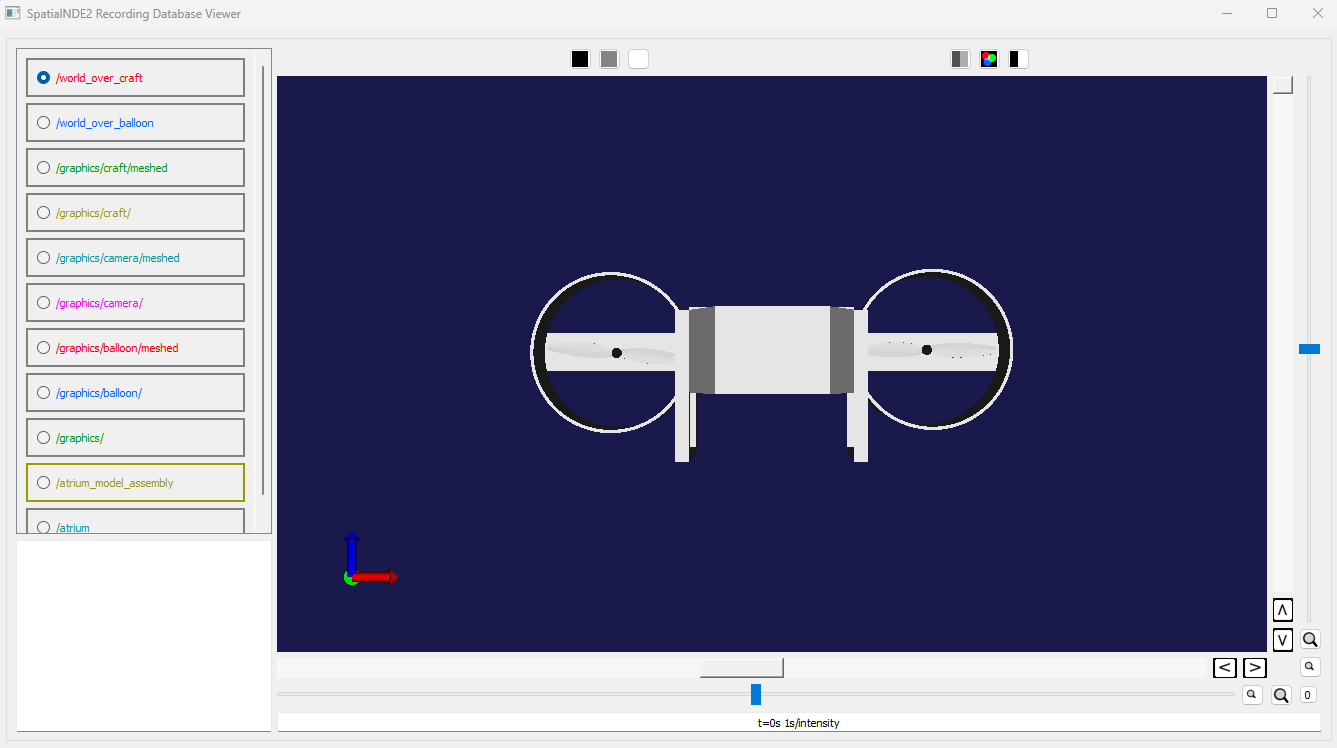 SpatialNDE2 Recording Database Viewer
/world_over_craft
/world_over_balloon
/graphics/craft/meshed
/graphics/craft/
/graphics/camera/meshed
/graphics/camera/
/graphics/balloon/meshed
/graphics/balloon/
/graphics/
/atrium_model_assembly
/atrium
Λ
V
< >
0
t=0s 1s/intensity